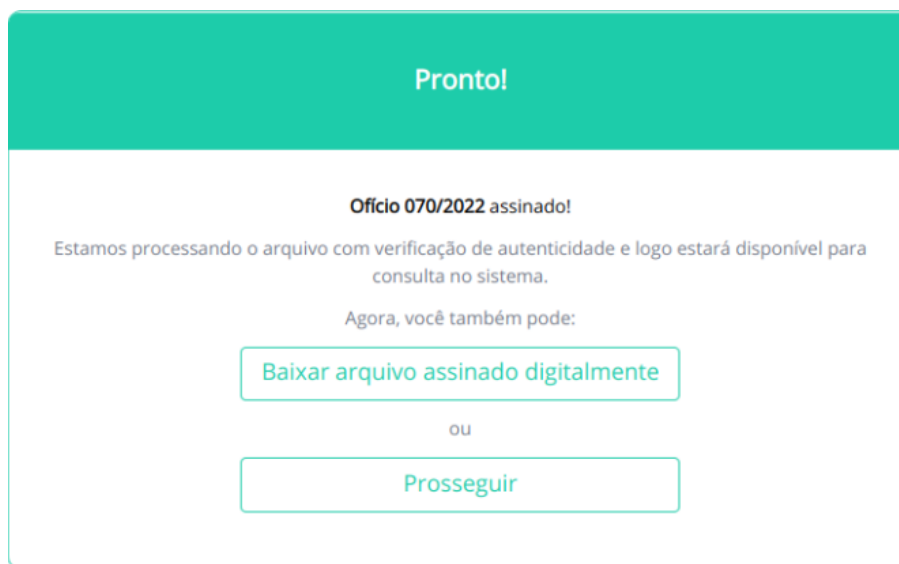 Pronto!
Ofício 070/2022 assinado!
Estamos processando o arquivo com verificação de autenticidade e logo estará disponível para
consulta no sistema.
Agora, você também pode:
Baixar arquivo assinado digitalmente
ou
Prosseguir